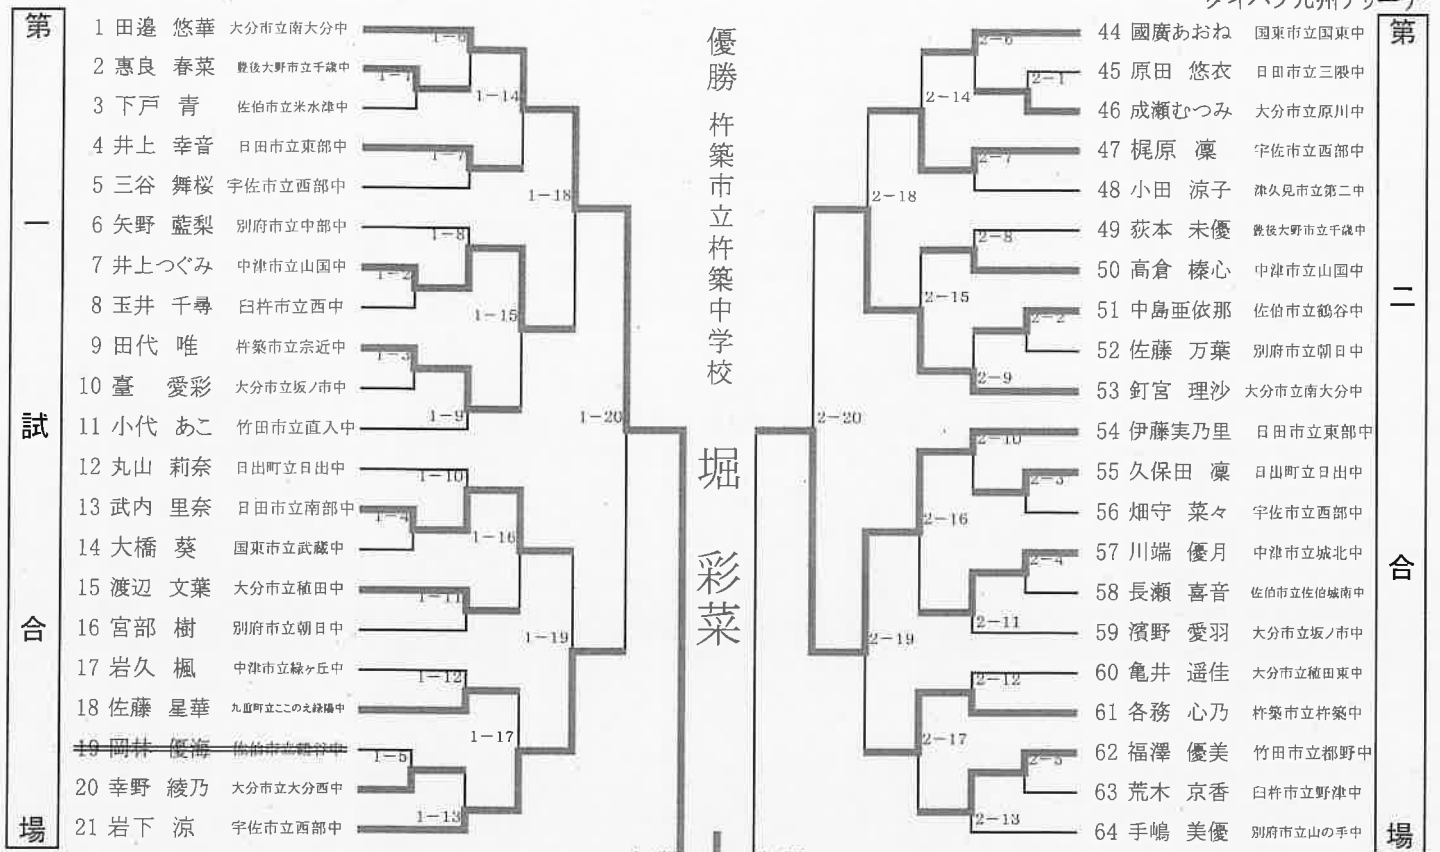 第一試合場
1 田邉 悠華 大分市立南大分中
2 惠良 春菜 豊後大野市立千歳中
3 下戸 青 佐伯市立米水津中
4 井上 幸音 日田市立東部中
5 三谷 舞桜 宇佐市立西部中
6 矢野 藍梨 別府市立中部中
7 井上つぐみ 中津市立山国中
8 玉井 千尋 臼杵市立西中
9 田代 唯 杵築市立宗近中
10 臺 愛彩 大分市立坂ノ市中
11 小代 あこ 竹田市立直入中
12 丸山 莉奈 日出町立日出中
13 武内 里奈 日田市立南部中
14 大橋 葵 国東市立武蔵中
15 渡辺 文葉 大分市立稙田中
16 宮部 樹 別府市立朝日中
17 岩久 楓 中津市立緑ヶ丘中
18 佐藤 星華 九重町立ここのえ緑陽中
19 岡林 優海 佐伯市立鶴谷中
20 幸野 綾乃 大分市立大分西中
21 岩下 涼 宇佐市立西部中
1-6
1-1
1-14
1-7
1-18
1-8
1-2
1-15
1-3
1-9
1-20
1-10
1-4
1-16
1-11
1-19
1-12
1-17
1-5
1-13
優勝 杵築市立杵築中学校
堀 彩菜
2-6
2-1
2-14
2-7
2-18
2-8
2-15
2-2
2-9
2-20
2-10
2-3
2-16
2-4
2-11
2-19
2-12
2-17
2-5
2-13
44 國廣あおね 国東市立国東中
45 原田 悠衣 日田市立三隈中
46 成瀬むつみ 大分市立原川中
47 梶原 凜 宇佐市立西部中
48 小田 涼子 津久見市立第二中
49 荻本 未優 豊後大野市立千歳中
50 高倉 榛心 中津市立山国中
51 中島亜依那 佐伯市立鶴谷中
52 佐藤 万葉 別府市立朝日中
53 釘宮 理沙 大分市立南大分中
54 伊藤実乃里 日田市立東部中
55 久保田 凜 日出町立日出中
56 畑守 菜々 宇佐市立西部中
57 川端 優月 中津市立城北中
58 長瀬 喜音 佐伯市立佐伯城南中
59 濱野 愛羽 大分市立坂ノ市中
60 亀井 遥佳 大分市立稙田東中
61 各務 心乃 杵築市立杵築中
62 福澤 優美 竹田市立都野中
63 荒木 京香 臼杵市立野津中
64 手嶋 美優 別府市立山の手中
第二試合場